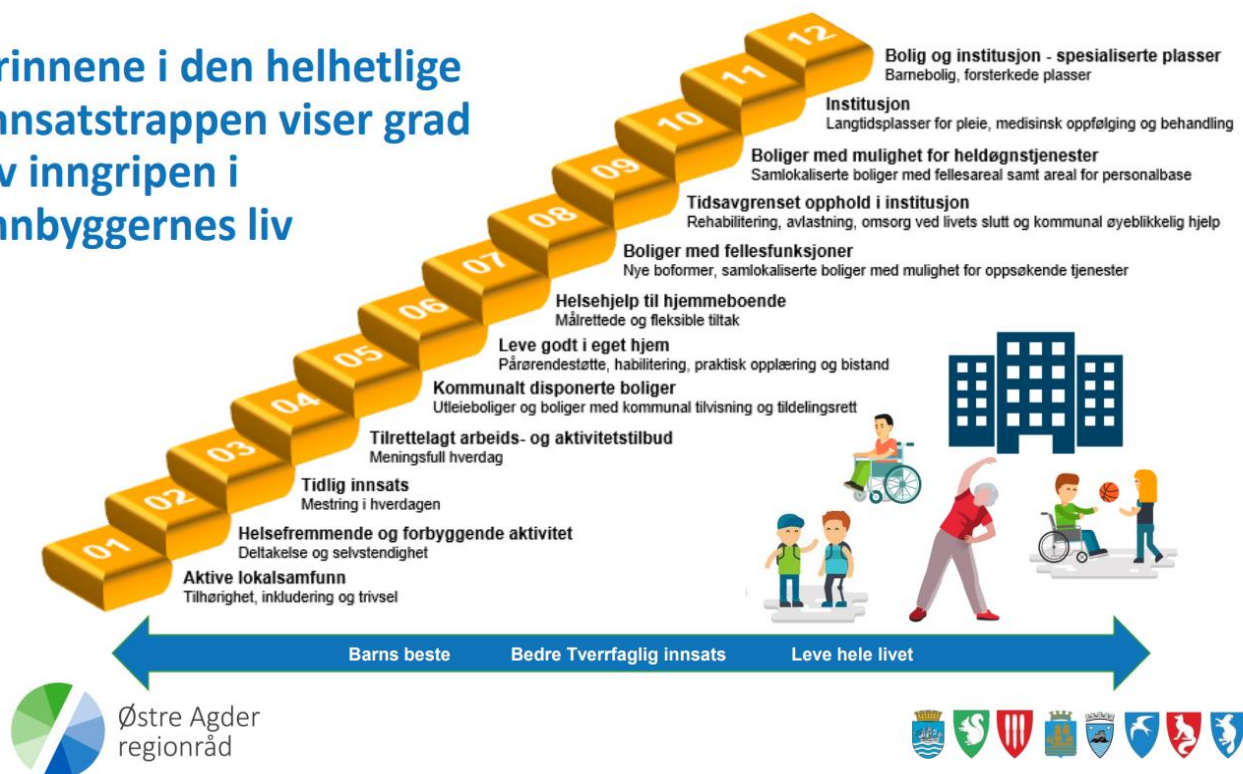 rinnene i den helhetlige
nnsatstrappen viser grad
v inngripen i
nnbyggernes liv
12
Bolig og institusjon - spesialiserte plasser
Barnebolig, forsterkede plasser
11
Institusjon
Langtidsplasser for pleie, medisinsk oppfølging og behandling
10
Boliger med mulighet for heldøgnstjenester
Samlokaliserte boliger med fellesareal samt areal for personalbase
09
Tidsavgrenset opphold i institusjon
Rehabilitering, avlastning, omsorg ved livets slutt og kommunal øyeblikkelig hjelp
08
Boliger med fellesfunksjoner
Nye boformer, samlokaliserte boliger med mulighet for oppsøkende tjenester
07
Helsehjelp til hjemmeboende
Målrettede og fleksible tiltak
06
Leve godt i eget hjem
Pårørendestøtte, habilitering, praktisk opplæring og bistand
05
Kommunalt disponerte boliger
Utleieboliger og boliger med kommunal tilvisning og tildelingsrett
04
Tilrettelagt arbeids- og aktivitetstilbud
Meningsfull hverdag
03
Tidlig innsats
Mestring i hverdagen
02
Helsefremmende og forbyggende aktivitet
Deltakelse og selvstendighet
01
Aktive lokalsamfunn
Tilhørighet, inkludering og trivsel
Barns beste Bedre Tverrfaglig innsats Leve hele livet
Østre Agder
regionråd